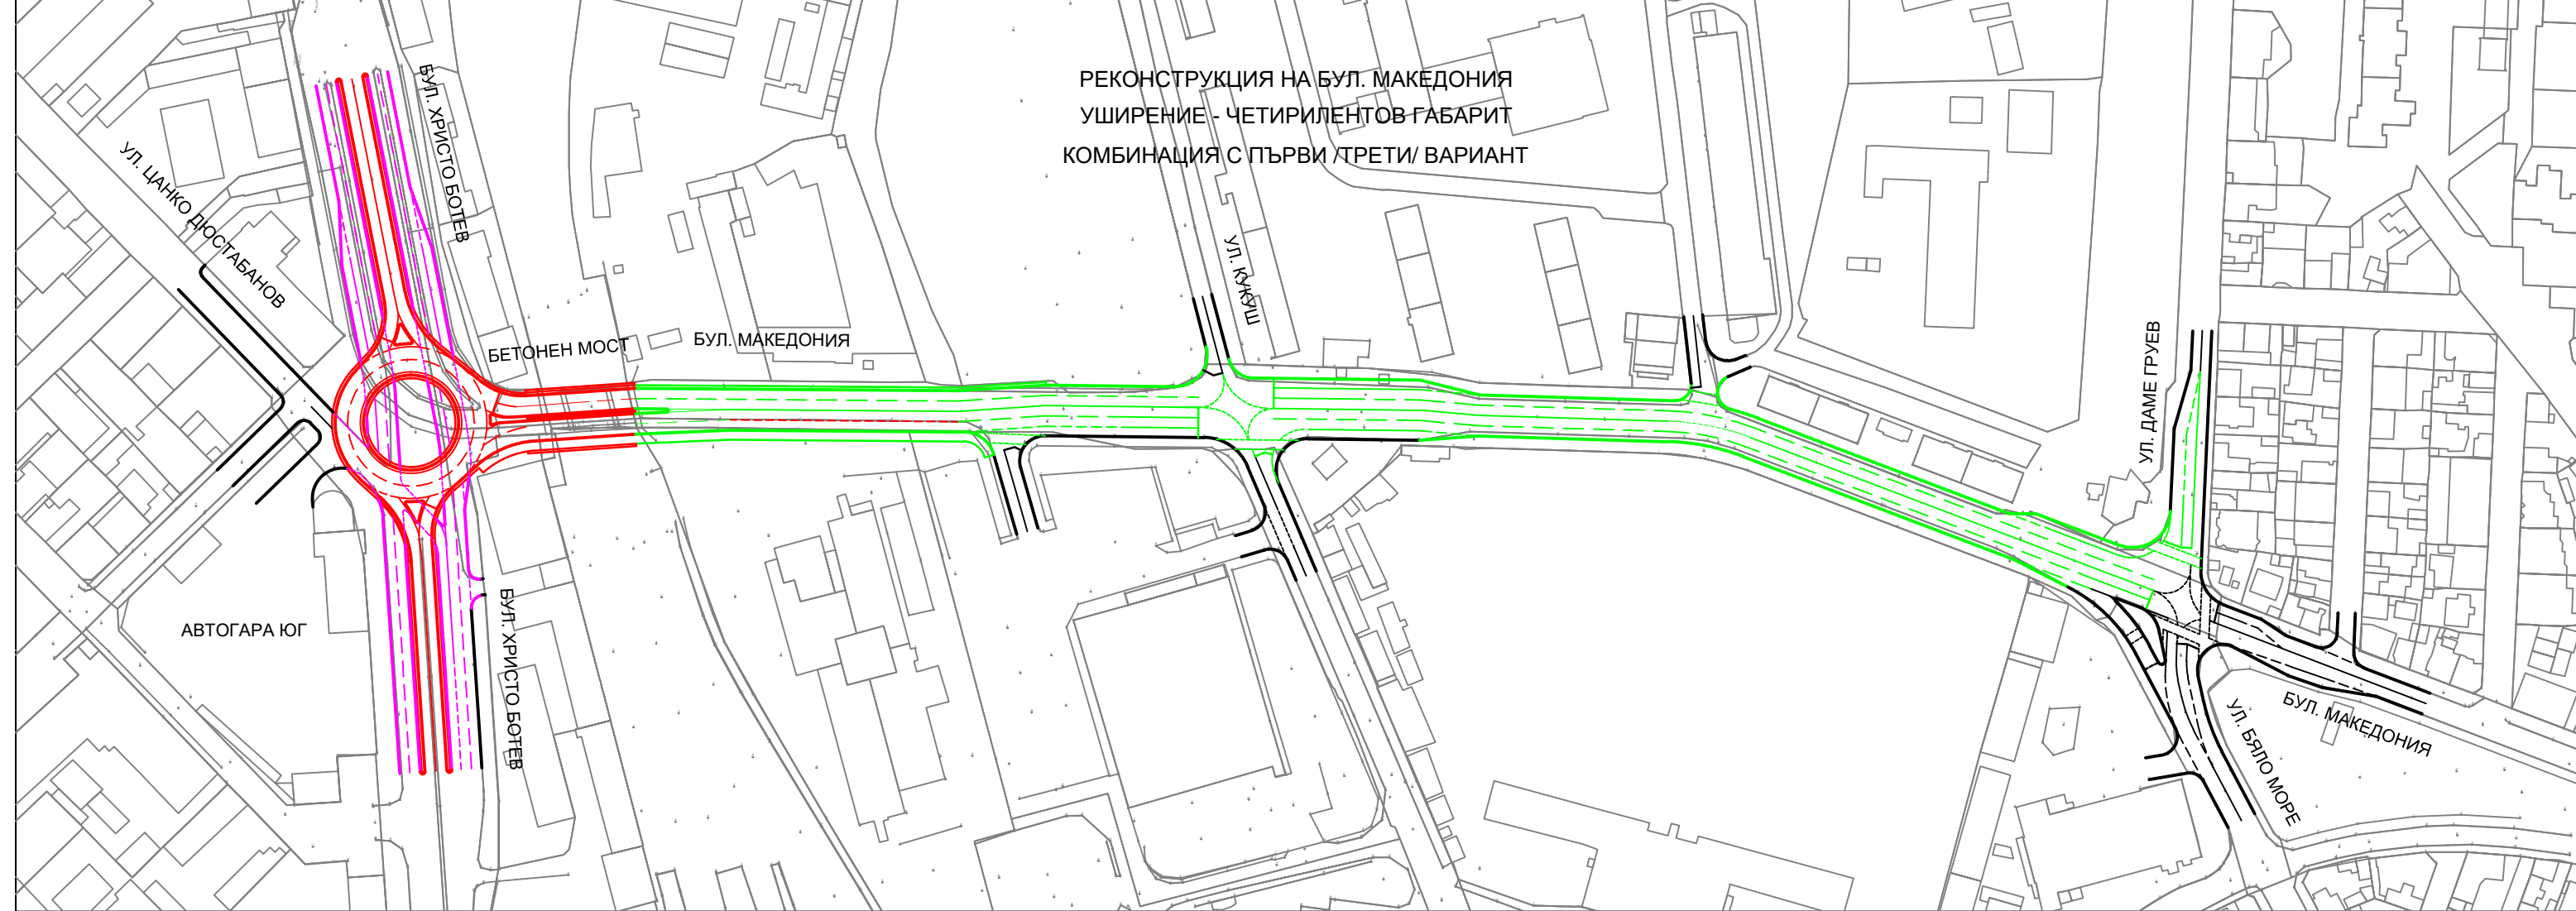 РЕКОНСТРУКЦИЯ НА БУЛ. МАКЕДОНИЯ
УШИРЕНИЕ - ЧЕТИРИЛЕНТОВ ГАБАРИТ
КОМБИНАЦИЯ С ПЪРВИ /ТРЕТИ/ ВАРИАНТ
БУЛ. ХРИСТО БОТЕВ
УЛ. ЦАНКО ДЮСТАБАНОВ
БЕТОНЕН МОСТ
БУЛ. МАКЕДОНИЯ
УЛ. КУКУШ
УЛ. ДАМЕ ГРУЕВ
АВТОГАРА ЮГ
БУЛ. ХРИСТО БОТЕВ
УЛ. БЯЛО МОРЕ
БУЛ. МАКЕДОНИЯ